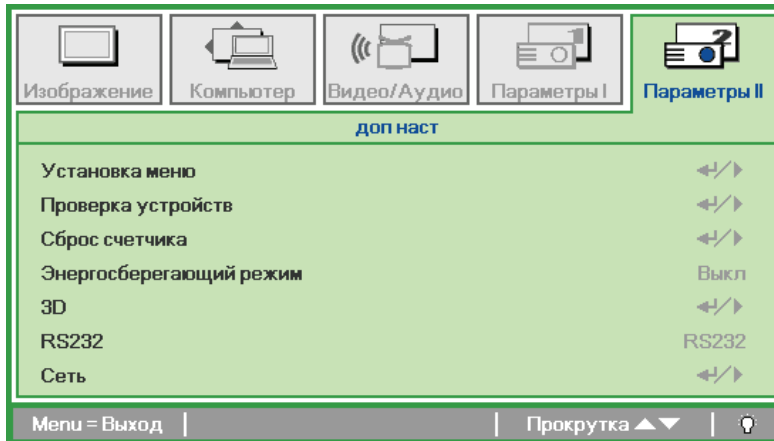 Изображение
Компьютер
Видео/Аудио
Параметры I
Параметры II
доп наст
Установка меню
Проверка устройств
Сброс счетчика
Энергосберегающий режим Выкл
3D
RS232 RS232
Сеть
Menu = Выход Прокрутка